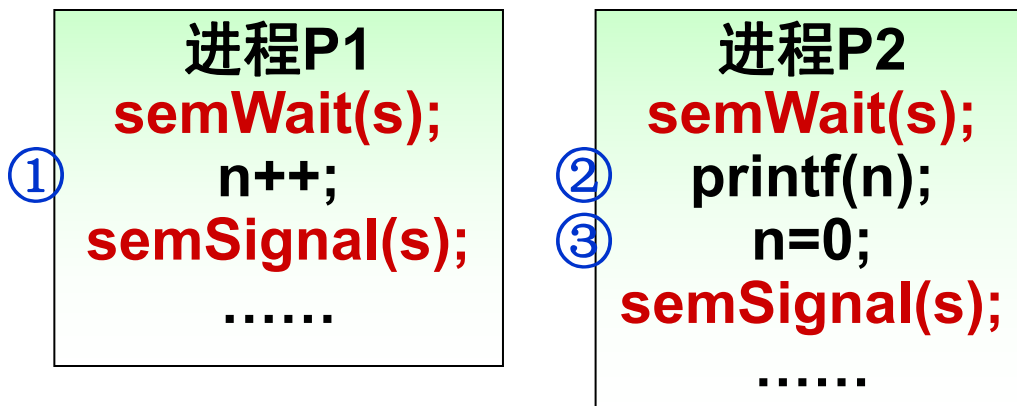 进程P1
semWait(s);
① n++;
semSignal(s);
……
进程P2
semWait(s);
② printf(n);
③ n=0;
semSignal(s);
……